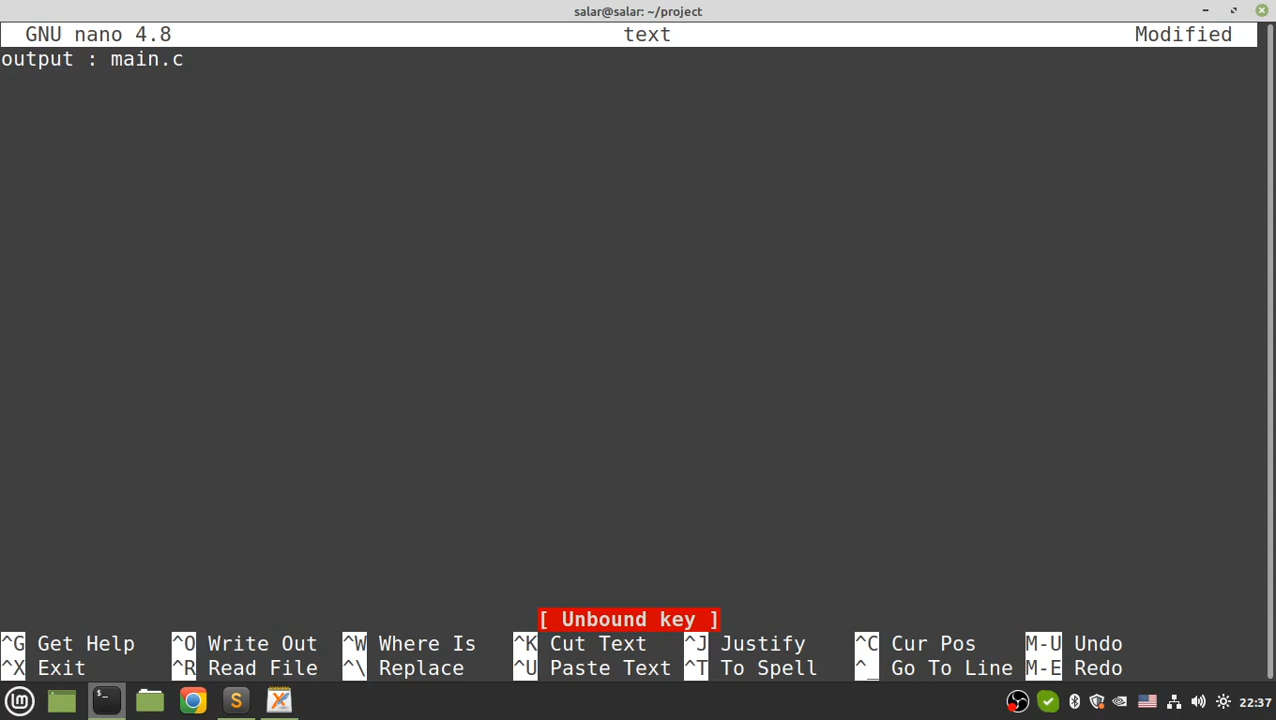 salar@salar: ~/project
GNU nano 4.8 text Modified
output : main.c
[ Unbound key ]
^G Get Help ^O Write Out ^W Where Is ^K Cut Text ^J Justify ^C Cur Pos M-U Undo
^X Exit ^R Read File ^\ Replace ^U Paste Text ^T To Spell ^_ Go To Line M-E Redo
22:37